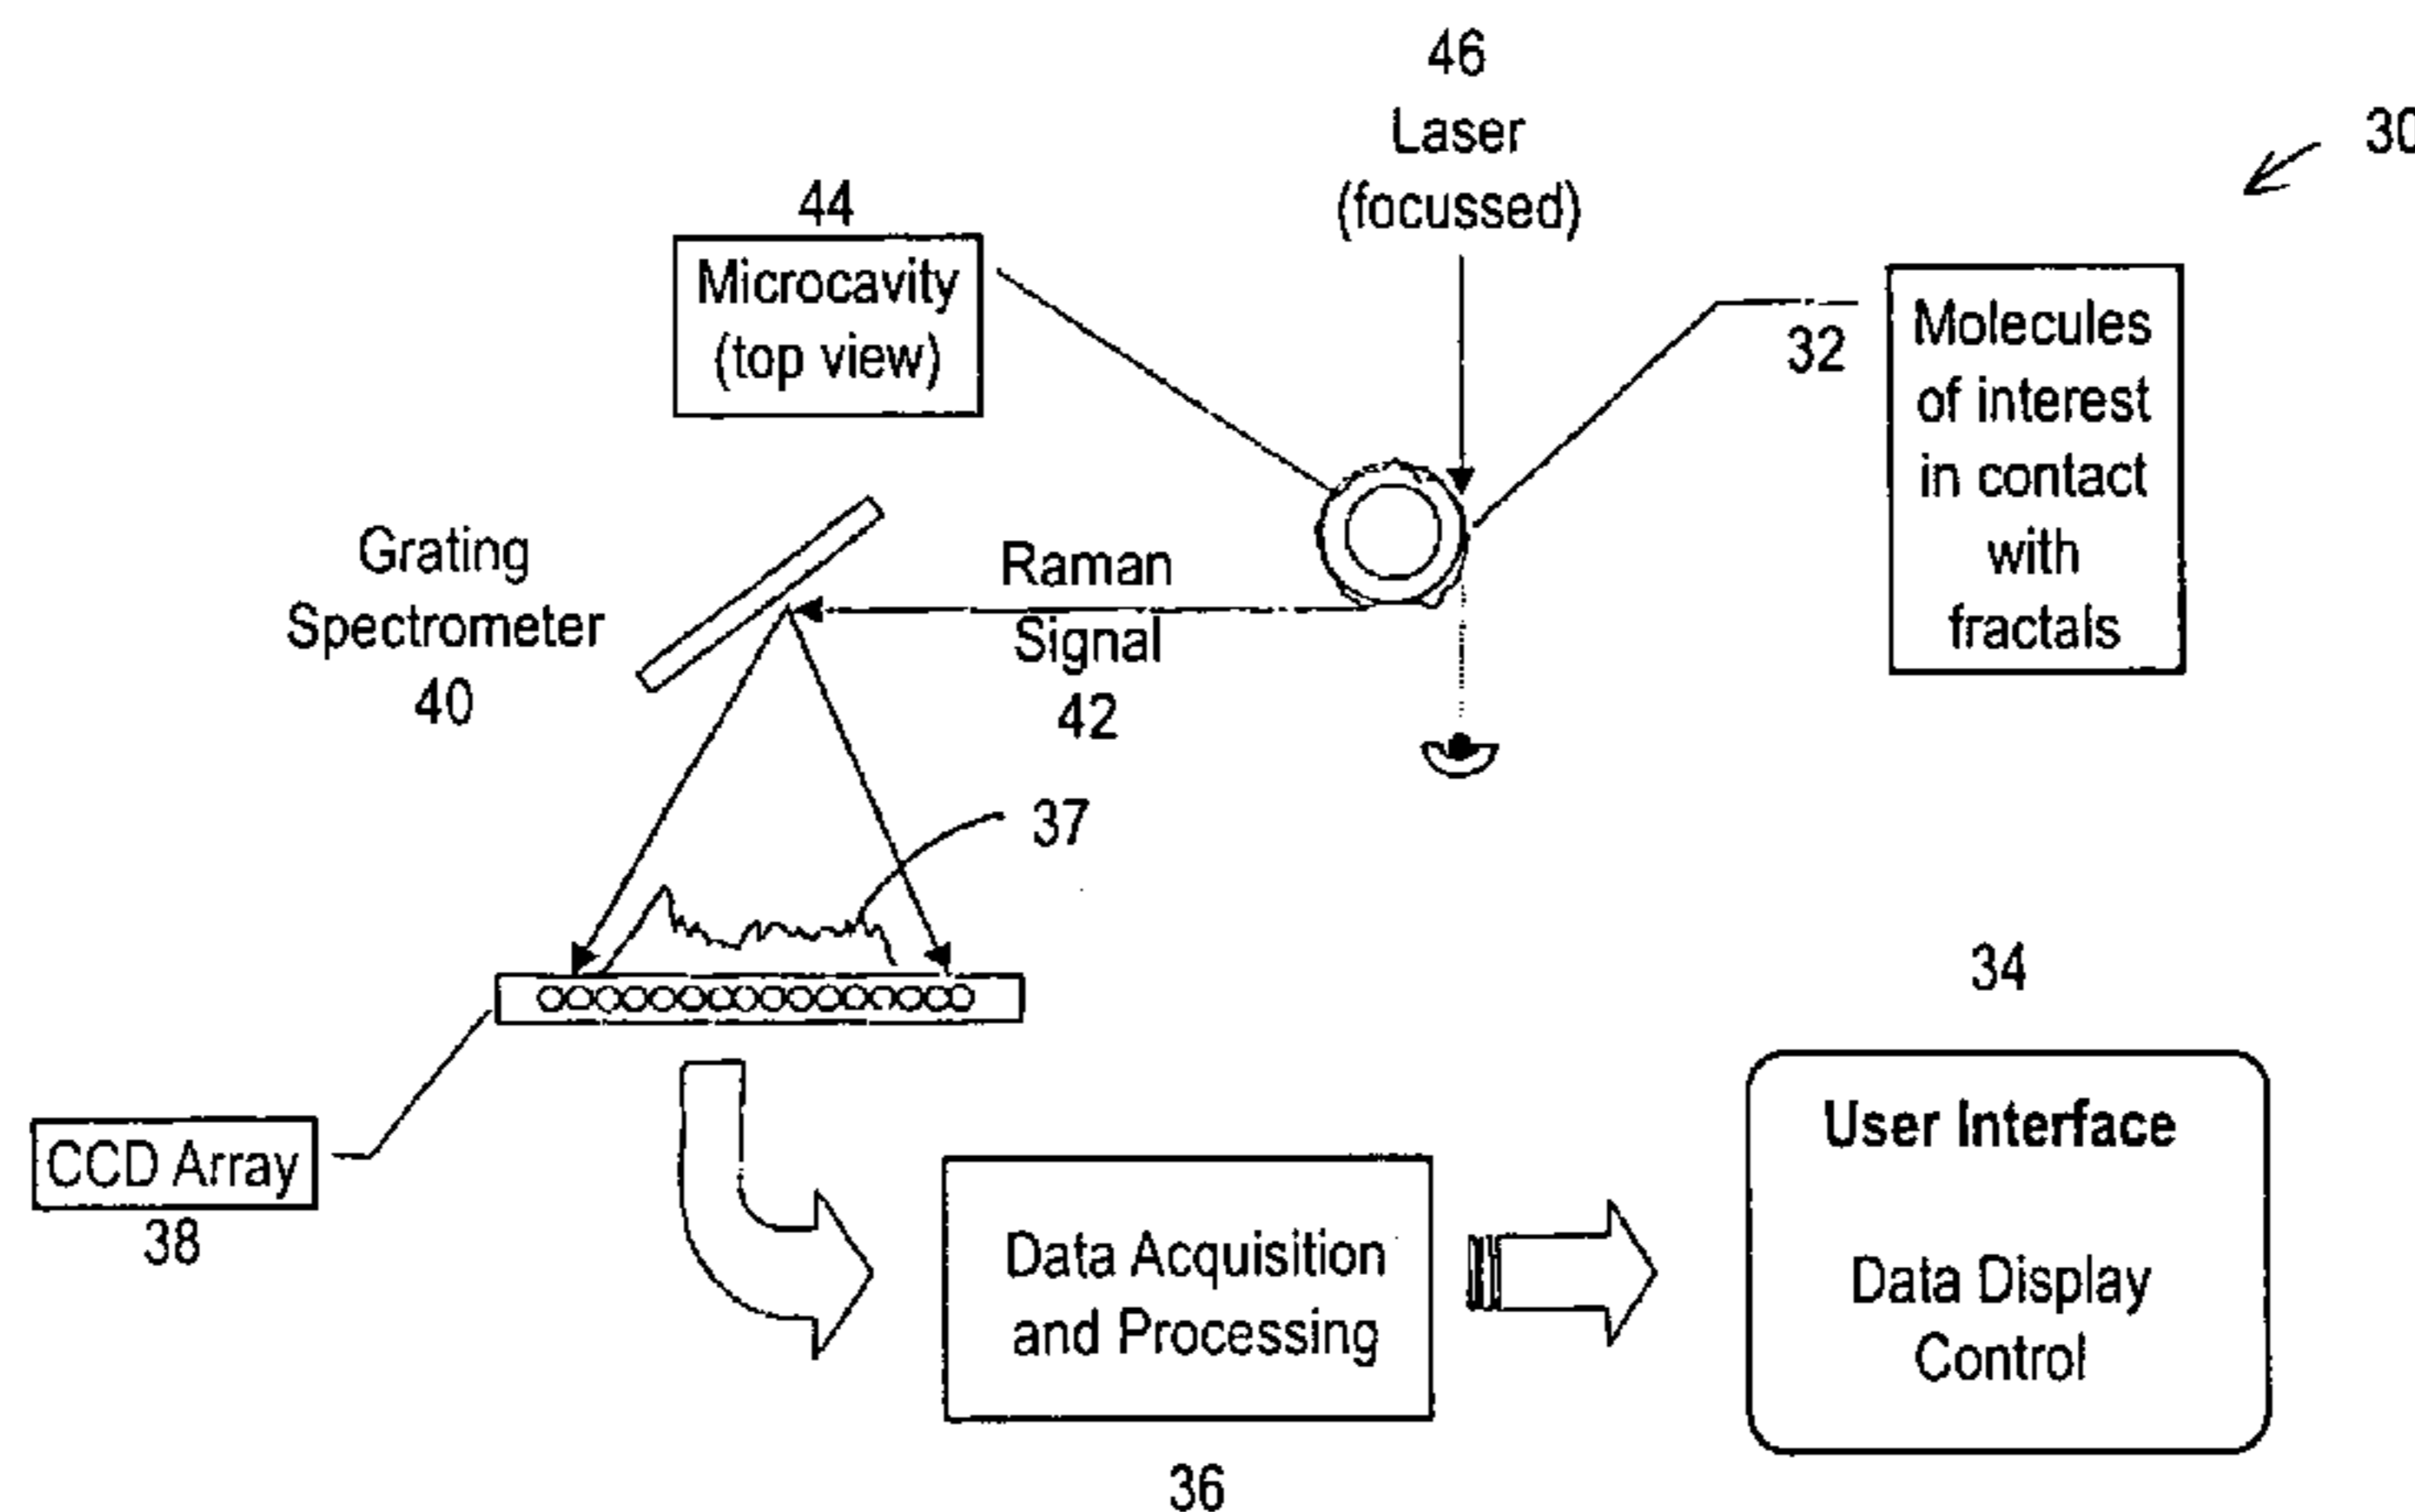 46
Laser
(focussed)
30
44
Microcavity
(top view)
32
Molecules
of interest
in contact
with
fractals
Grating
Spectrometer
40
Raman
Signal
42
37
CCD Array
38
Data Acquisition
and Processing
36
34
User Interface
Data Display
Control